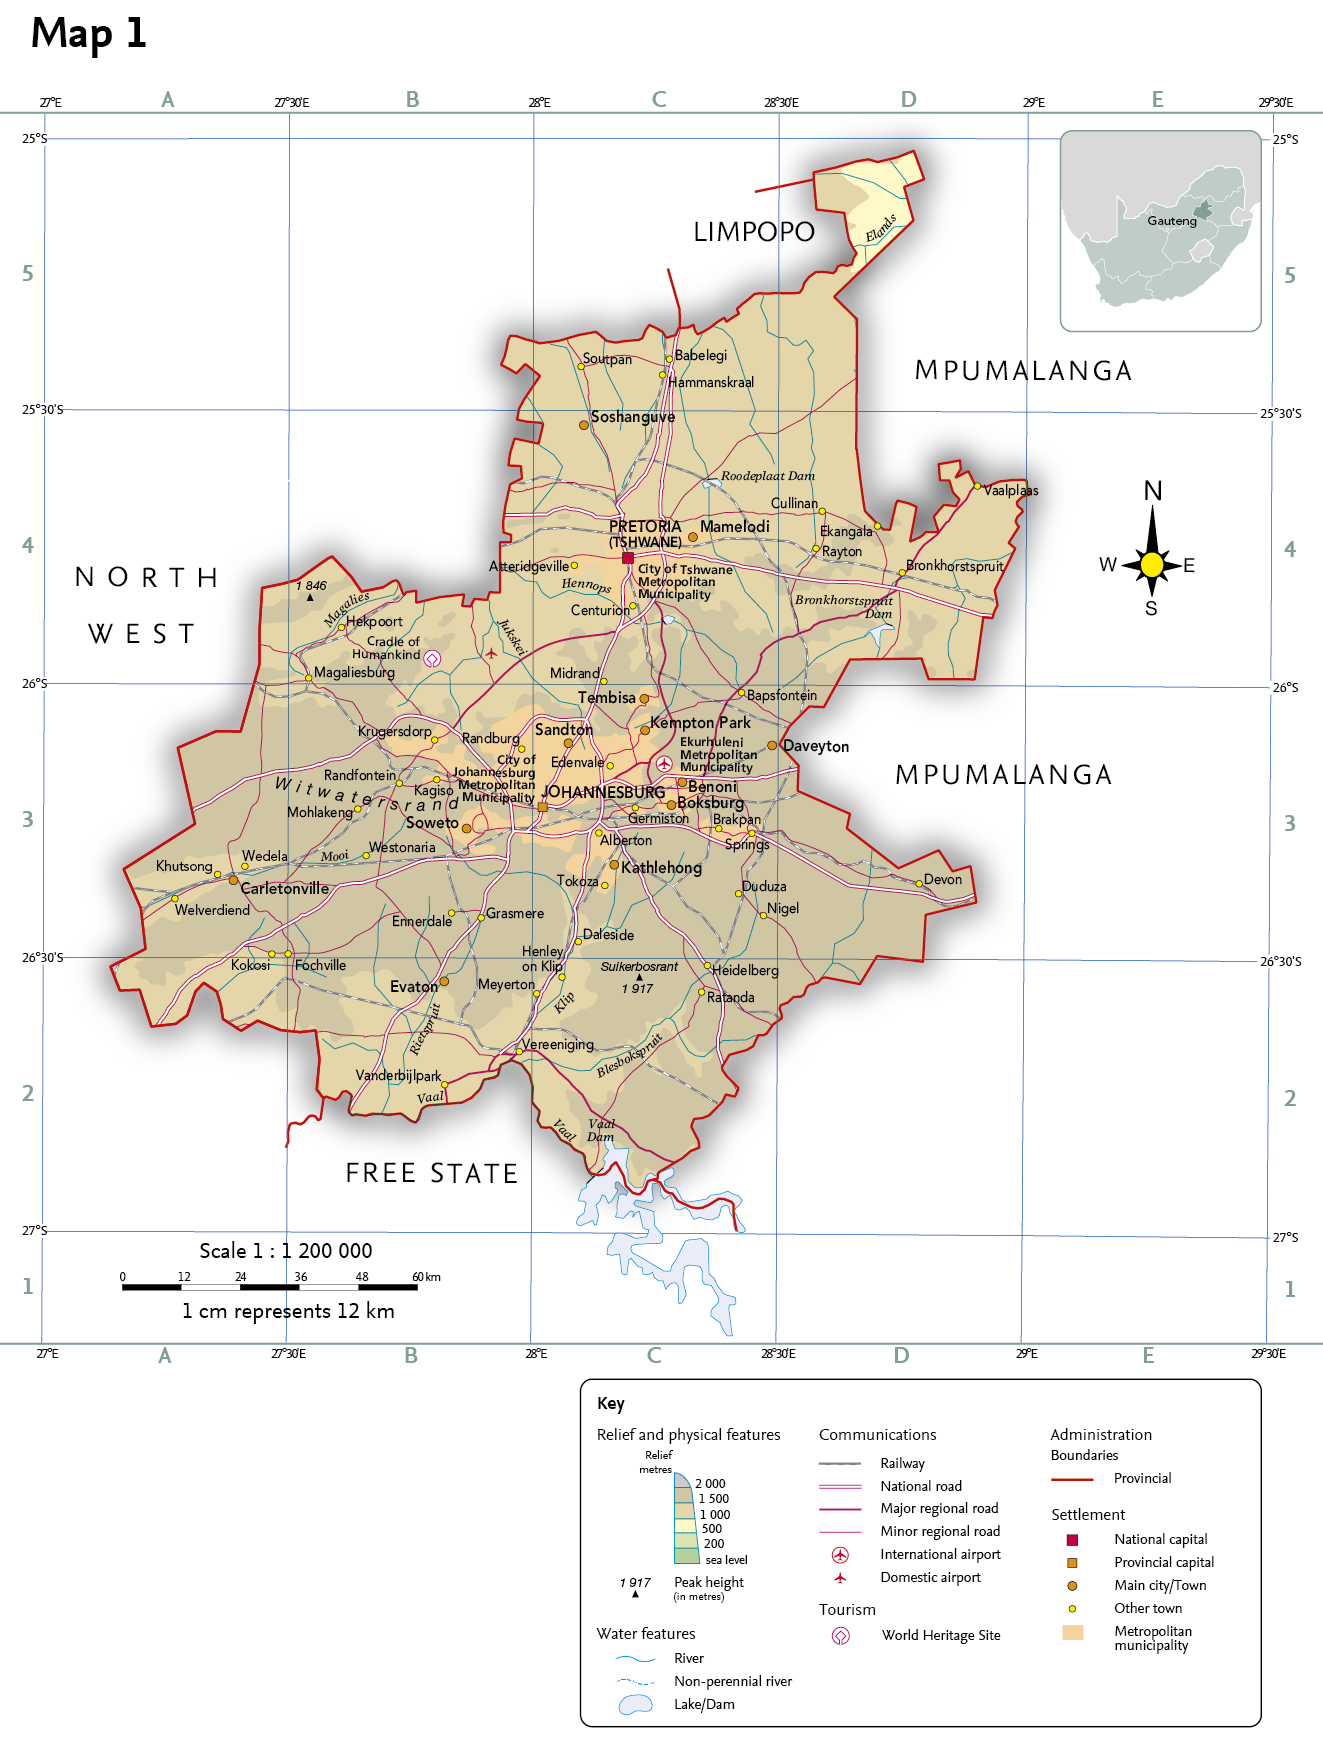 Map 1
A B C D E
27°E 27°30'E 28°E 28°30'E 29°E 29°30'E
25°S 25°S
LIMPOPO
Elands
Gauteng
5 5
Soutpan
Babelegi
Hammanskraal
MPUMALANGA
25°30'S 25°30'S
Soshanguve
Roodeplaat Dam
Vaalplaas
N
Cullinan
PRETORIA
(TSHWANE)
Mamelodi
Ekangala
Rayton
4 4
Atteridgeville
City of Tshwane
Metropolitan
Municipality
Bronkhorstspruit
W E
NORTH
WEST
1 846
Hennops
Magalies
Centurion
Bronkhorstspruit
Dam
S
Hekpoort
Jukskei
Cradle of
Humankind
Magaliesburg
Midrand
26°S 26°S
Tembisa
Bapsfontein
Kempton Park
Krugersdorp
Randburg
Sandton
Ekurhuleni
Metropolitan
Municipality
Daveyton
City of
Johannesburg
Metropolitan
Municipality
Edenvale
Randfontein
Kagiso
Witwatersrand
MPUMALANGA
JOHANNESBURG
Benoni
Boksburg
Mohlakeng
Soweto
Germiston
Brakpan
3 3
Alberton
Springs
Westonaria
Mooi
Wedela
Khutsong
Kathlehong
Carletonville
Tokoza
Duduza
Devon
Welverdiend
Ennerdale
Grasmere
Nigel
Daleside
26°30'S 26°30'S
Kokosi
Fochville
Henley
on Klip
Suikerbosrant
1 917
Heidelberg
Evaton
Meyerton
Klip
Ratanda
Rietspruit
Vereeniging
Blesbokspruit
Vanderbijlpark
Vaal
2 2
Vaal
Vaal
Dam
FREE STATE
27°S 27°S
Scale 1 : 1 200 000
0 12 24 36 48 60 km
1 cm represents 12 km
1 1
27°E 27°30'E 28°E 28°30'E 29°E 29°30'E
A B C D E
Key
Relief and physical features
Relief
metres
2 000
1 500
1 000
500
200
sea level
1 917
Peak height
(in metres)
Water features
River
Non-perennial river
Lake/Dam
Communications
Railway
National road
Major regional road
Minor regional road
International airport
Domestic airport
Tourism
World Heritage Site
Administration
Boundaries
Provincial
Settlement
National capital
Provincial capital
Main city/Town
Other town
Metropolitan
municipality